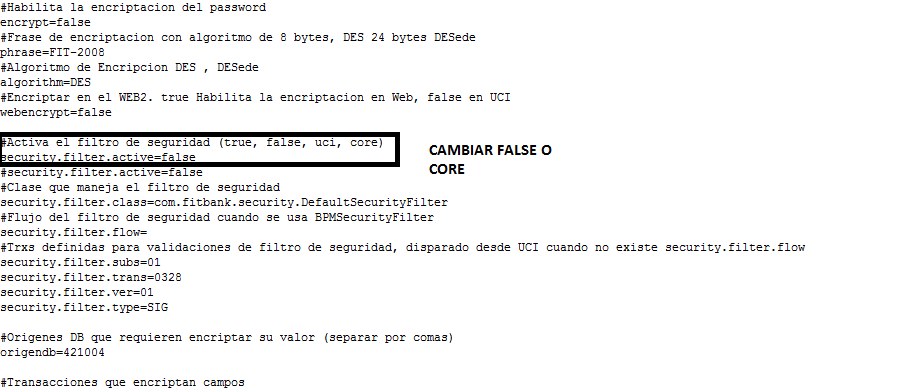 #Habilita la encriptacion del password
encrypt=false
#Frase de encriptacion con algoritmo de 8 bytes, DES 24 bytes DESede
phrase=FIT-2008
#Algoritmo de Encripcion DES , DESede
algorithm=DES
#Encriptar en el WEB2. true Habilita la encriptacion en Web, false en UCI
webencrypt=false
#Activa el filtro de seguridad (true, false, uci, core)
security.filter.active=false
CAMBIAR FALSE O
CORE
#security.filter.active=false
#Clase que maneja el filtro de seguridad
security.filter.class=com.fitbank.security.DefaultSecurityFilter
#Flujo del filtro de seguridad cuando se usa BPMSecurityFilter
security.filter.flow=
#Trxs definidas para validaciones de filtro de seguridad, disparado desde UCI cuando no existe security.filter.flow
security.filter.subs=01
security.filter.trans=0328
security.filter.ver=01
security.filter.type=SIG
#Origenes DB que requieren encriptar su valor (separar por comas)
origendb=421004
#Transacciones que encriptan campos